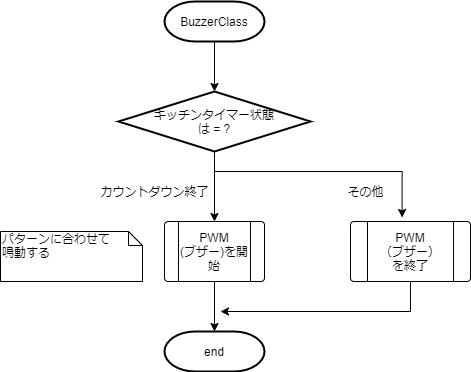 BuzzerClass
キッチンタイマー状態
は = ?
カウントダウン終了
その他
パターンに合わせて
鳴動する
PWM
(ブザー)を開
始
PWM
（ブザー）
を終了
end